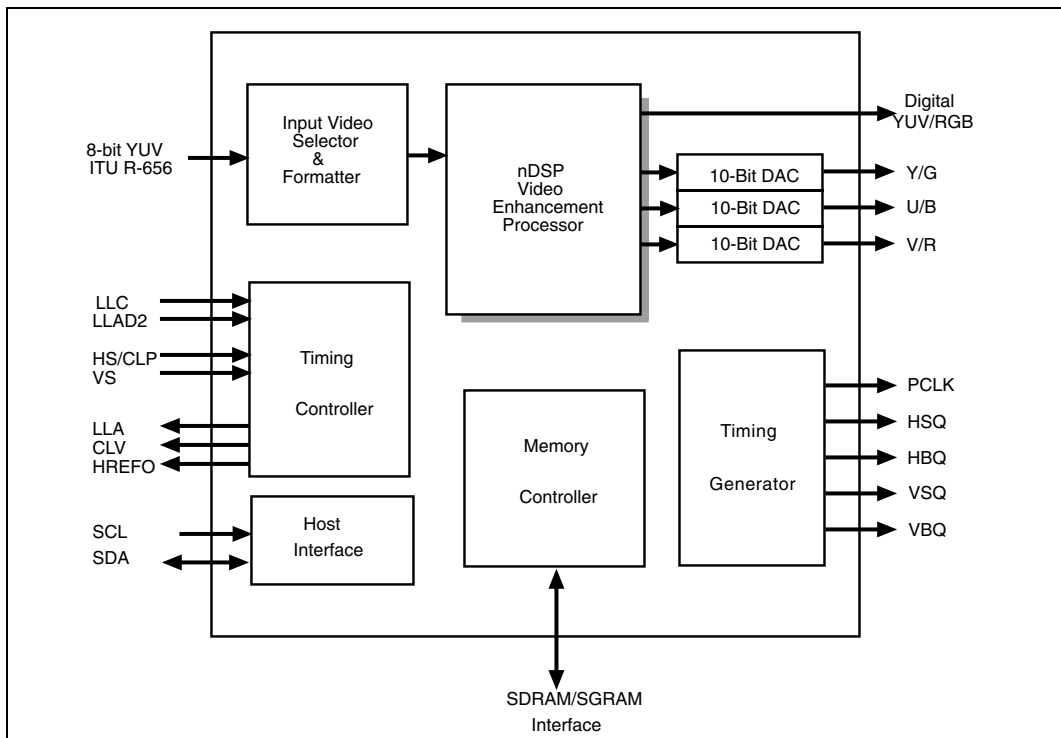 8-bit YUV
ITU R-656
Input Video
Selector
&
Formatter
nDSP
Video
Enhancement
Processor
Digital
YUV/RGB
10-Bit DAC
Y/G
10-Bit DAC
U/B
10-Bit DAC
V/R
LLC
LLAD2
HS/CLP
VS
LLA
CLV
HREFO
Timing
Controller
SCL
SDA
Host
Interface
Memory
Controller
Timing
Generator
PCLK
HSQ
HBQ
VSQ
VBQ
SDRAM/SGRAM
Interface